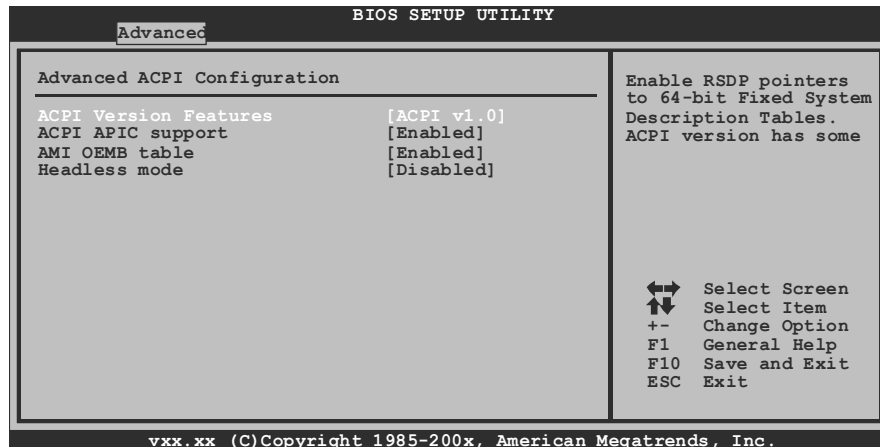 BIOS SETUP UTILITY
Advanced
Advanced ACPI Configuration
ACPI Version Features [ACPI v1.0]
ACPI APIC support [Enabled]
AMI OEMB table [Enabled]
Headless mode [Disabled]
Enable RSDP pointers
to 64-bit Fixed System
Description Tables.
ACPI version has some
Select Screen
Select Item
+- Change Option
F1 General Help
F10 Save and Exit
ESC Exit
vxx.xx (C)Copyright 1985-200x, American Megatrends, Inc.